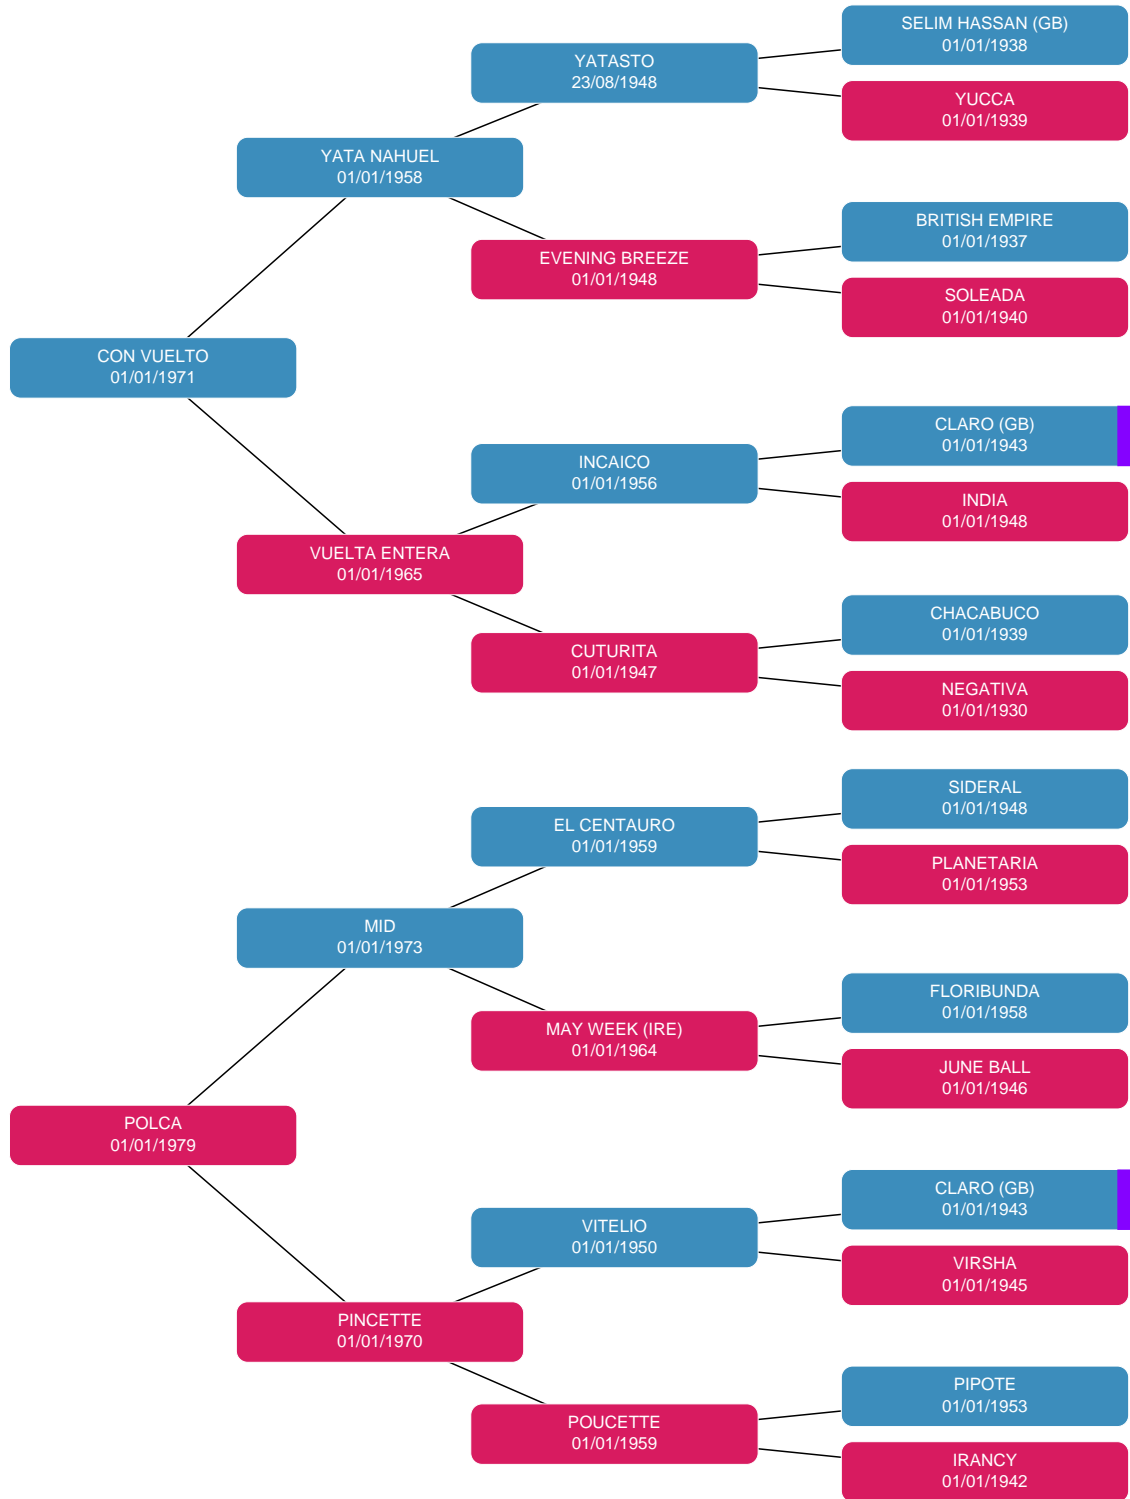 SELIM HASSAN (GB)
01/01/1938
YATASTO
23/08/1948
YUCCA
01/01/1939
YATA NAHUEL
01/01/1958
BRITISH EMPIRE
01/01/1937
EVENING BREEZE
01/01/1948
SOLEADA
01/01/1940
CON VUELTO
01/01/1971
CLARO (GB)
01/01/1943
INCAICO
01/01/1956
INDIA
01/01/1948
VUELTA ENTERA
01/01/1965
CHACABUCO
01/01/1939
CUTURITA
01/01/1947
NEGATIVA
01/01/1930
SIDERAL
01/01/1948
EL CENTAURO
01/01/1959
PLANETARIA
01/01/1953
MID
01/01/1973
FLORIBUNDA
01/01/1958
MAY WEEK (IRE)
01/01/1964
JUNE BALL
01/01/1946
POLCA
01/01/1979
CLARO (GB)
01/01/1943
VITELIO
01/01/1950
VIRSHA
01/01/1945
PINCETTE
01/01/1970
PIPOTE
01/01/1953
POUCETTE
01/01/1959
IRANCY
01/01/1942